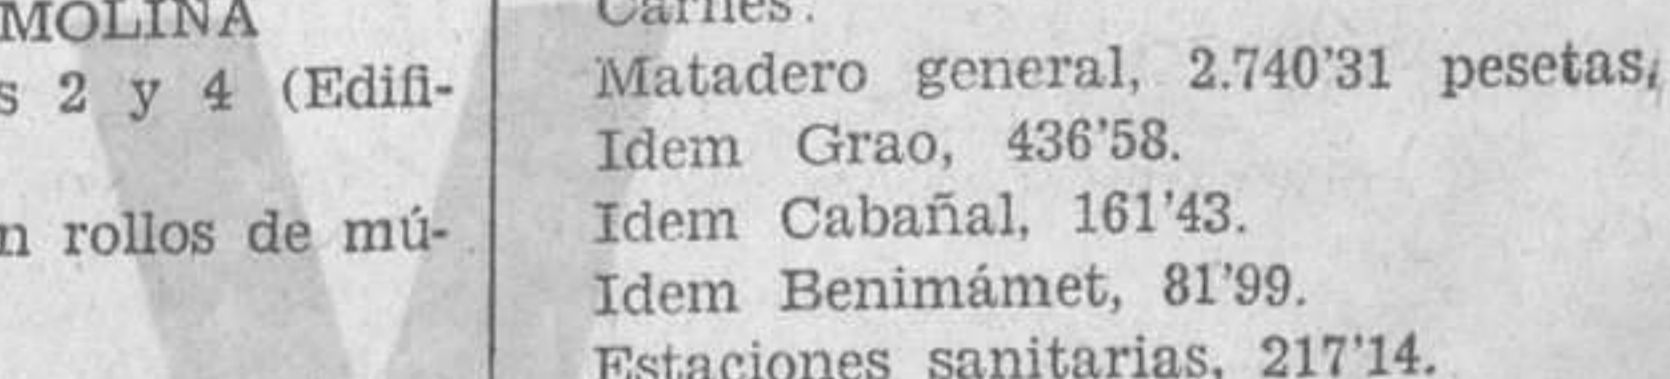 MOLINA
s 2 y 4 (Edifi-
n rollos de mú-
Carnes:
Matadero general, 2.740'31 pesetas,
Idem Grao, 436'58.
Idem Cabañal, 161'43.
Idem Benimámet, 81'99.
Estaciones sanitarias, 217'14.